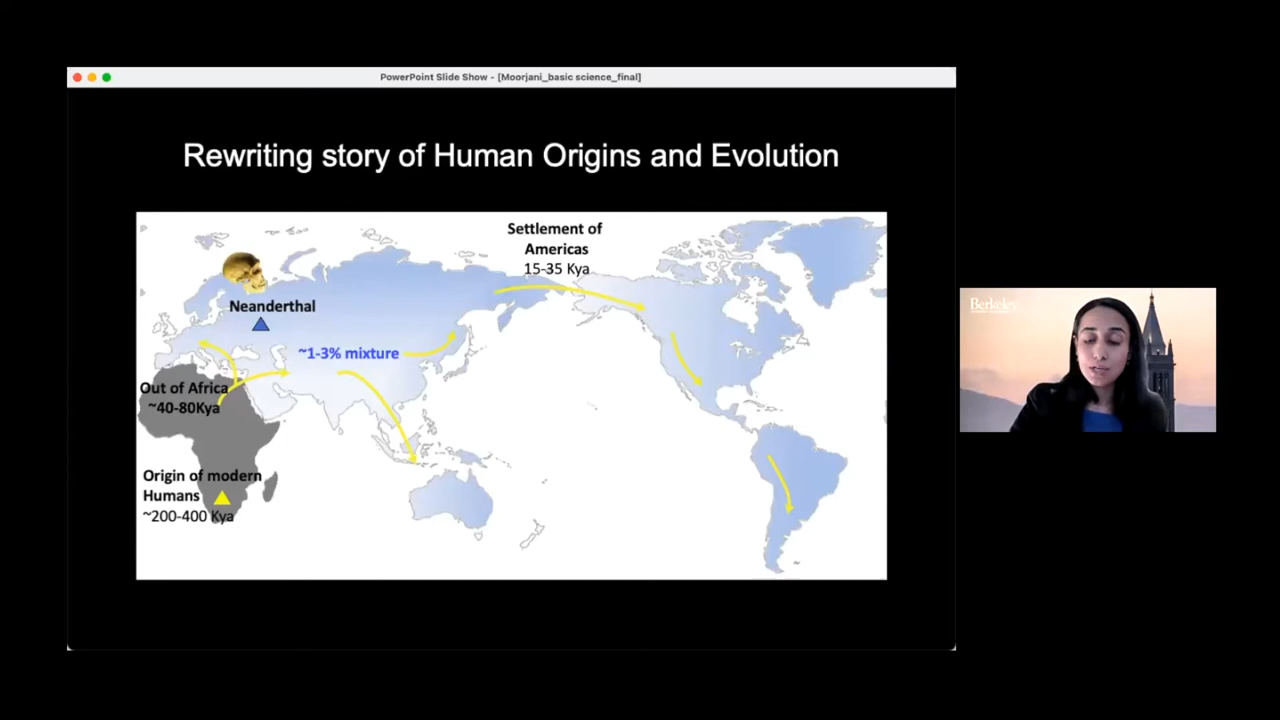 PowerPoint Slide Show - [Moorjani_basic science_final]
Rewriting story of Human Origins and Evolution
Settlement of
Americas
15-35 Kya
Neanderthal
~1-3% mixture
Out of Africa
~40-80Kya
Origin of modern
Humans
~200-400 Kya
Berkeley